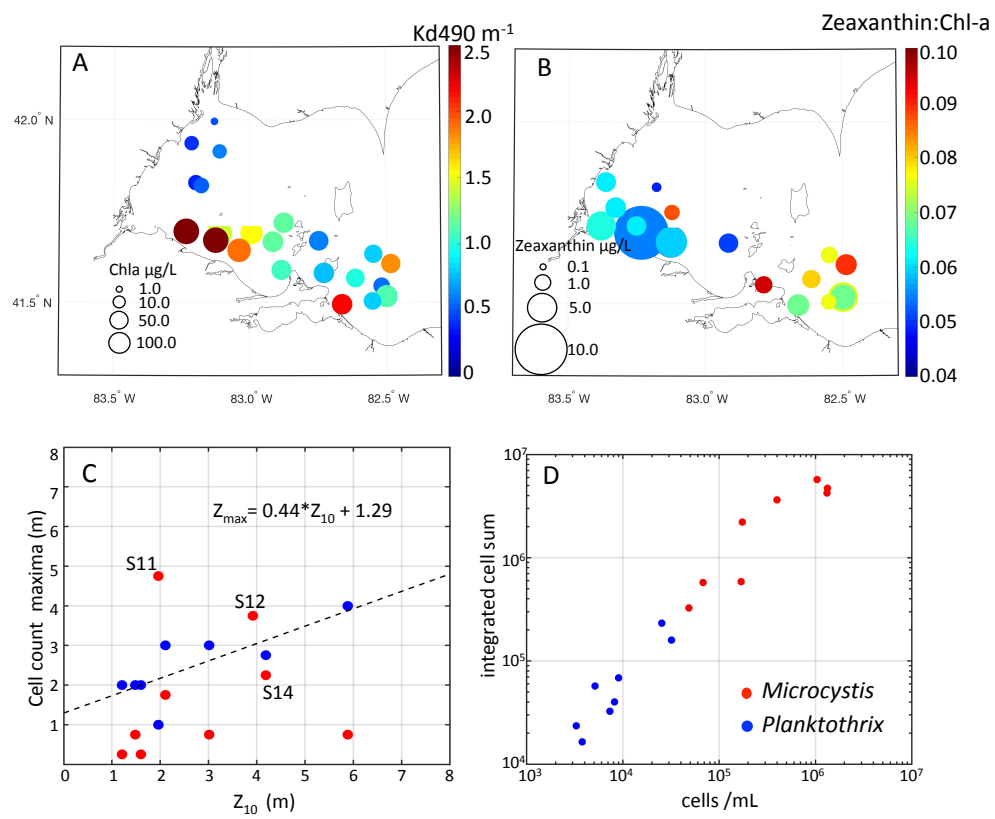 Kd490 m⁻¹
A
2.5
2.0
1.5
1.0
0.5
0
42.0° N
41.5° N
83.5° W
83.0° W
82.5° W
Chla µg/L
1.0
10.0
50.0
100.0
Zeaxanthin:Chl-a
B
0.10
0.09
0.08
0.07
0.06
0.05
0.04
83.5° W
83.0° W
82.5° W
Zeaxanthin µg/L
0.1
1.0
5.0
10.0
C
Zmax= 0.44*Z10 + 1.29
S11
S12
S14
8
7
6
5
4
3
2
1
0 1 2 3 4 5 6 7 8
Cell count maxima (m)
Z10 (m)
D
10⁷
10⁶
10⁵
10⁴
integrated cell sum
Microcystis
Planktothrix
10³ 10⁴ 10⁵ 10⁶ 10⁷
cells /mL